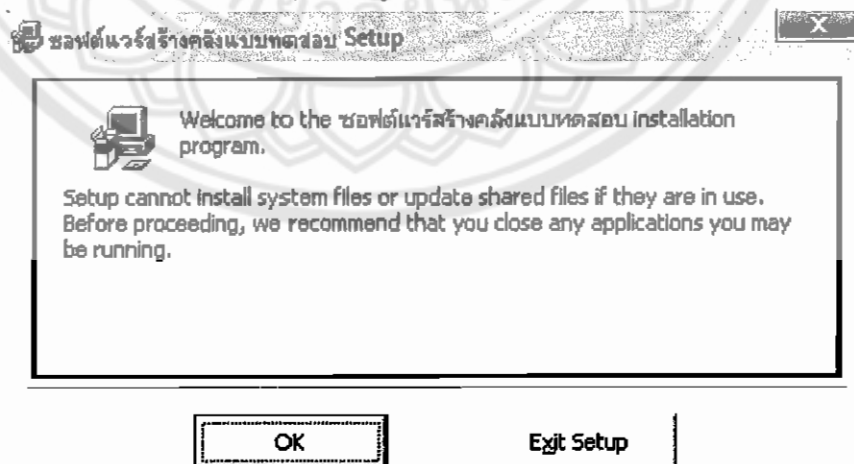 ซอฟต์แวร์สร้างคลังแบบทดสอบ Setup
X
Welcome to the ซอฟต์แวร์สร้างคลังแบบทดสอบ installation
program.
Setup cannot install system files or update shared files if they are in use.
Before proceeding, we recommend that you close any applications you may
be running.
OK
Exit Setup